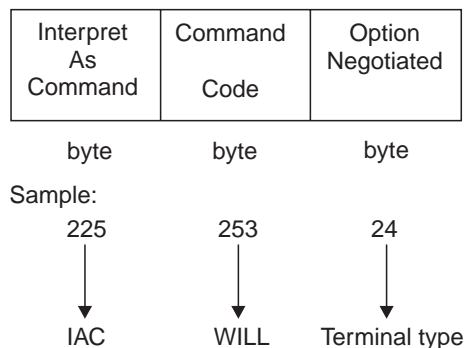 Interpret
As
Command
Command
Code
Option
Negotiated
byte byte byte
Sample:
225 253 24
IAC WILL Terminal type